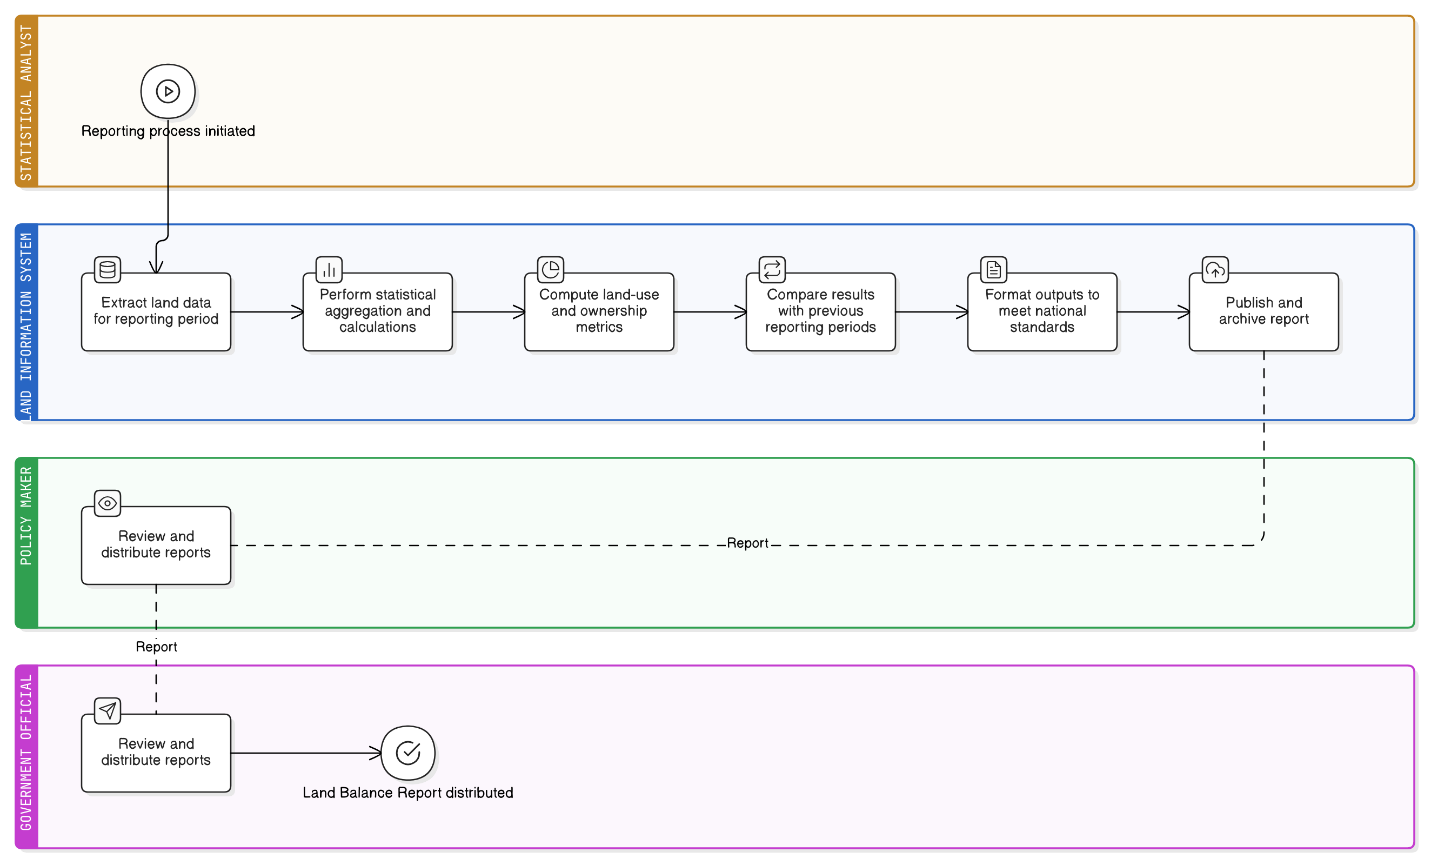 STATISTICAL ANALYST
Reporting process initiated
LAND INFORMATION SYSTEM
Extract land data
for reporting period
Perform statistical
aggregation and
calculations
Compute land-use
and ownership
metrics
Compare results
with previous
reporting periods
Format outputs to
meet national
standards
Publish and
archive report
POLICY MAKER
Review and
distribute reports
Report
Report
GOVERNMENT OFFICIAL
Review and
distribute reports
Land Balance Report distributed